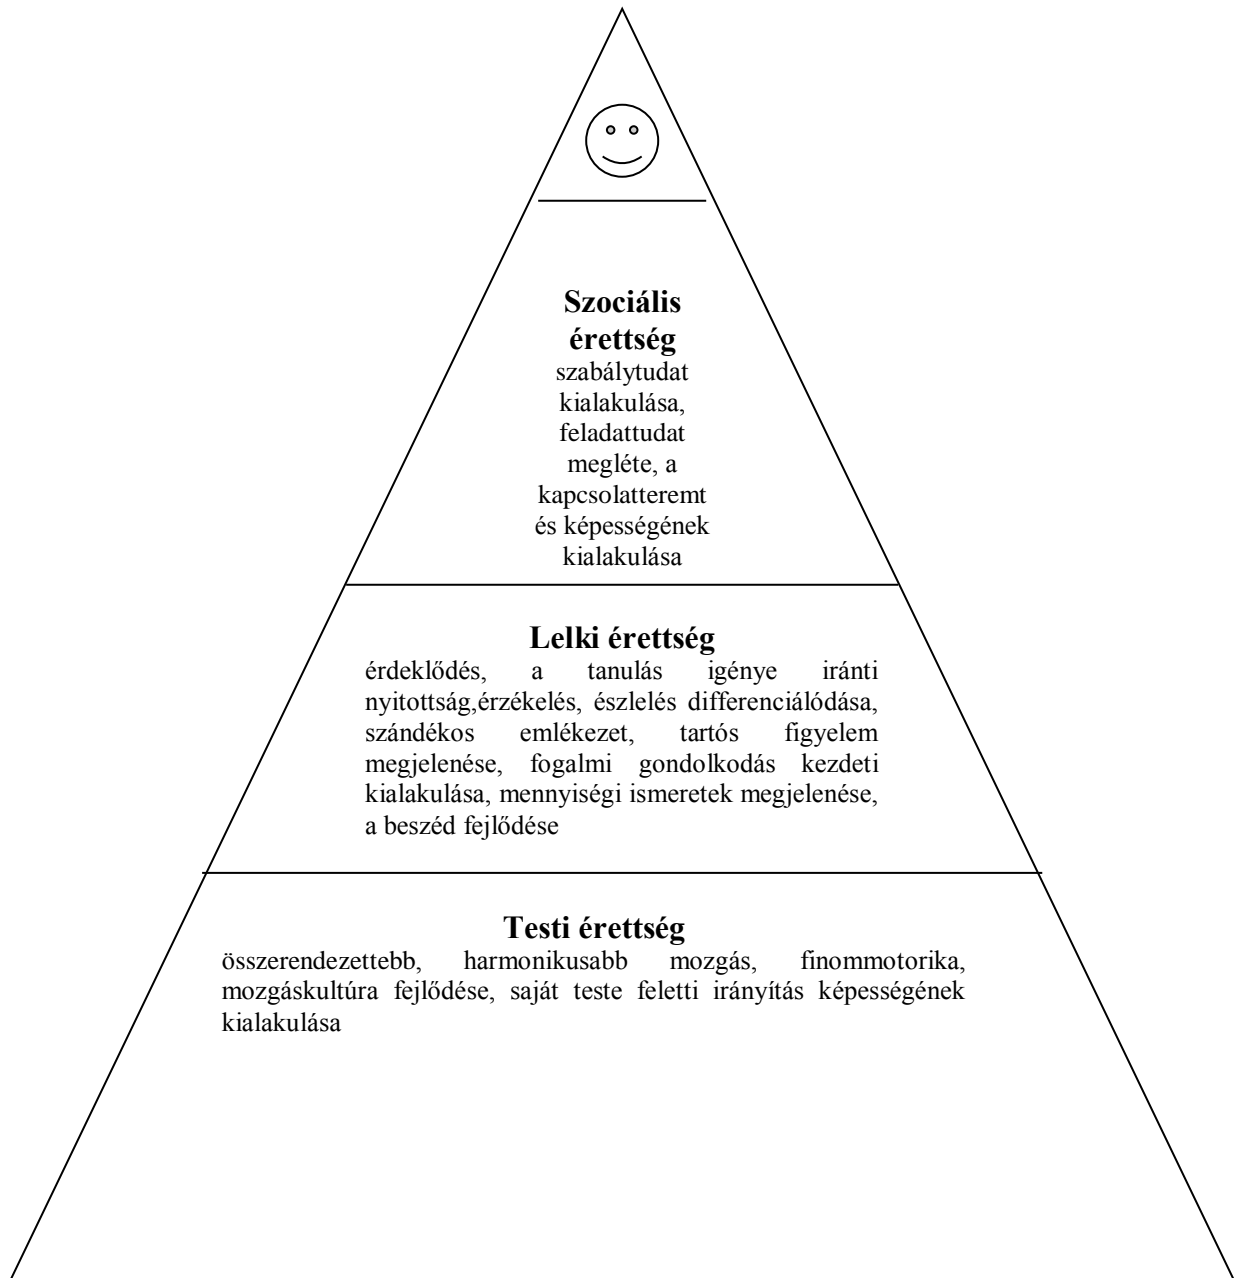 Szociális
érettség
szabálytudat
kialakulása,
feladattudat
megléte, a
kapcsolatteremt
és képességének
kialakulása
Lelki érettség
érdeklődés, a tanulás igénye iránti
nyitottság,érzékelés, észlelés differenciálódása,
szándékos emlékezet, tartós figyelem
megjelenése, fogalmi gondolkodás kezdeti
kialakulása, mennyiségi ismeretek megjelenése,
a beszéd fejlődése
Testi érettség
összerendezettebb, harmonikusabb mozgás, finommotorika,
mozgáskultúra fejlődése, saját teste feletti irányítás képességének
kialakulása